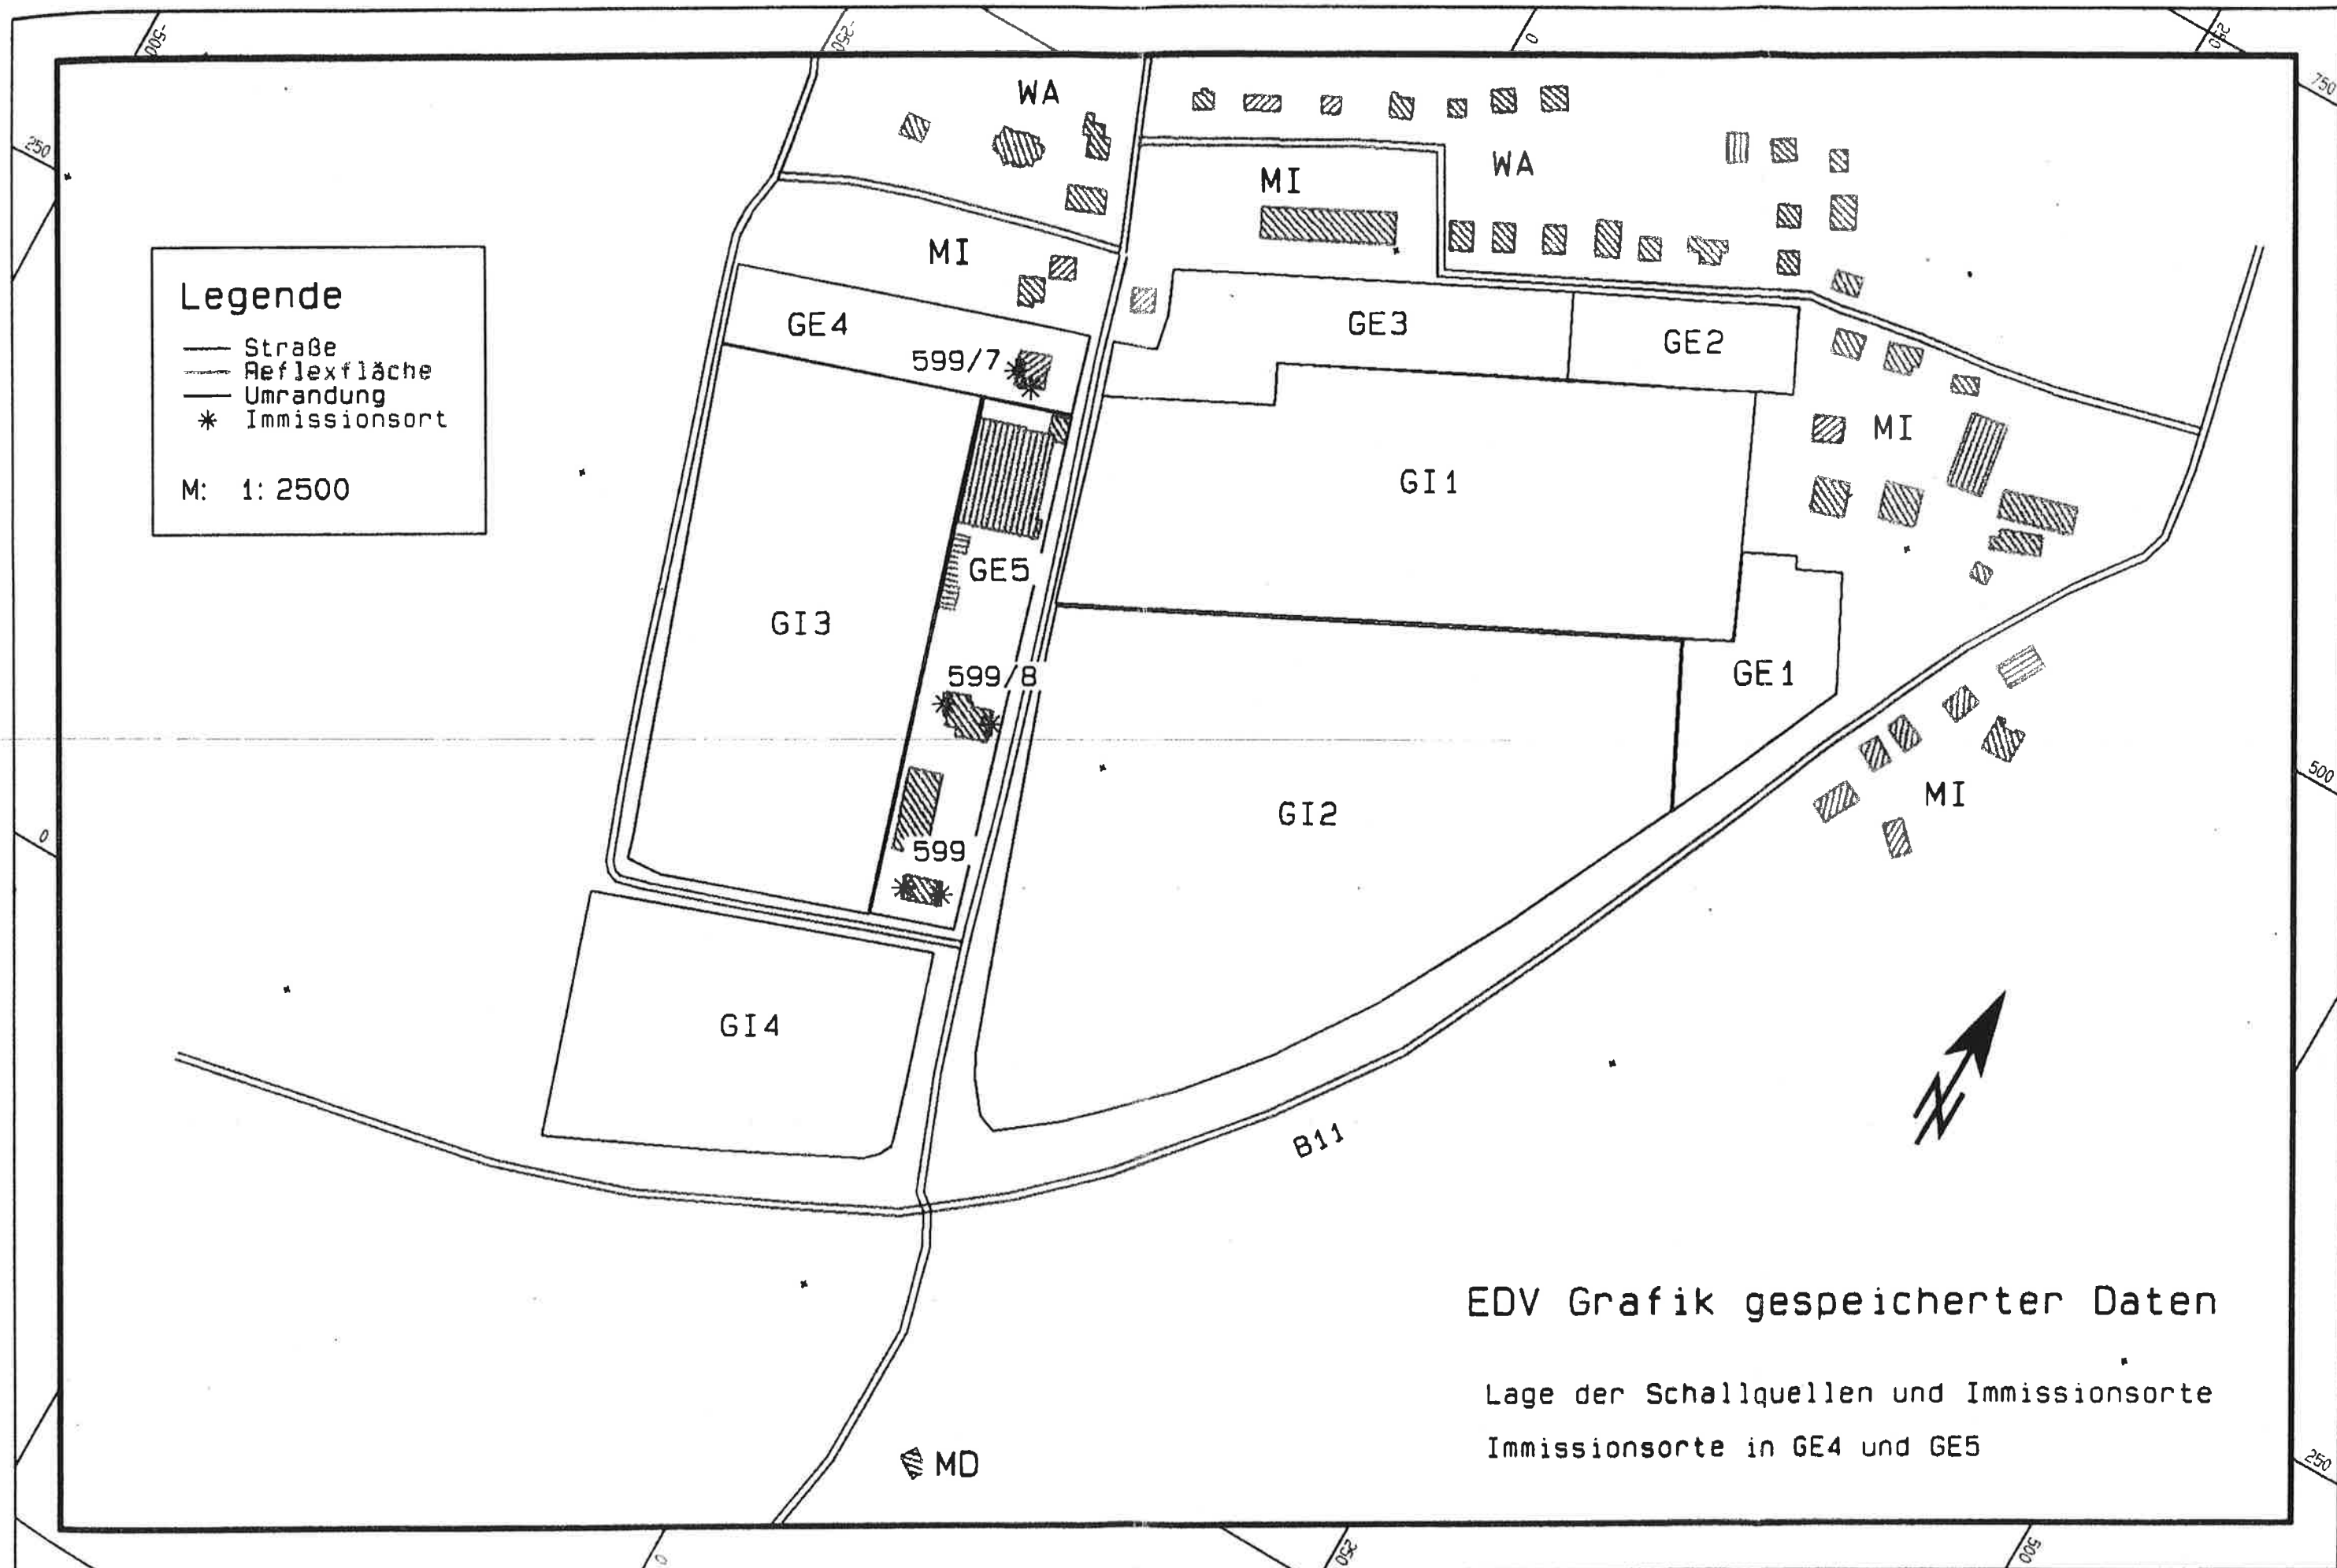 -500
-250
0
250
750
250
WA
WA
MI
MI
Legende
Straße
Reflexfläche
Umrandung
Immissionsort
M: 1: 2500
GE4
GE3
GE2
599/7
MI
GI1
GE5
GI3
599/8
GE1
500
MI
GI2
0
599
GI4
B11
N
EDV Grafik gespeicherter Daten
Lage der Schallquellen und Immissionsorte
Immissionsorte in GE4 und GE5
MD
250
0
250
500